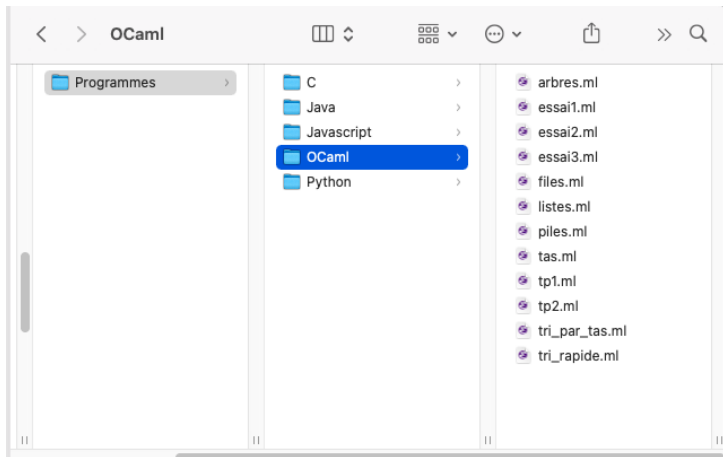 OCaml
Programmes
C
Java
Javascript
OCaml
Python
arbres.ml
essai1.ml
essai2.ml
essai3.ml
files.ml
listes.ml
piles.ml
tas.ml
tp1.ml
tp2.ml
tri_par_tas.ml
tri_rapide.ml